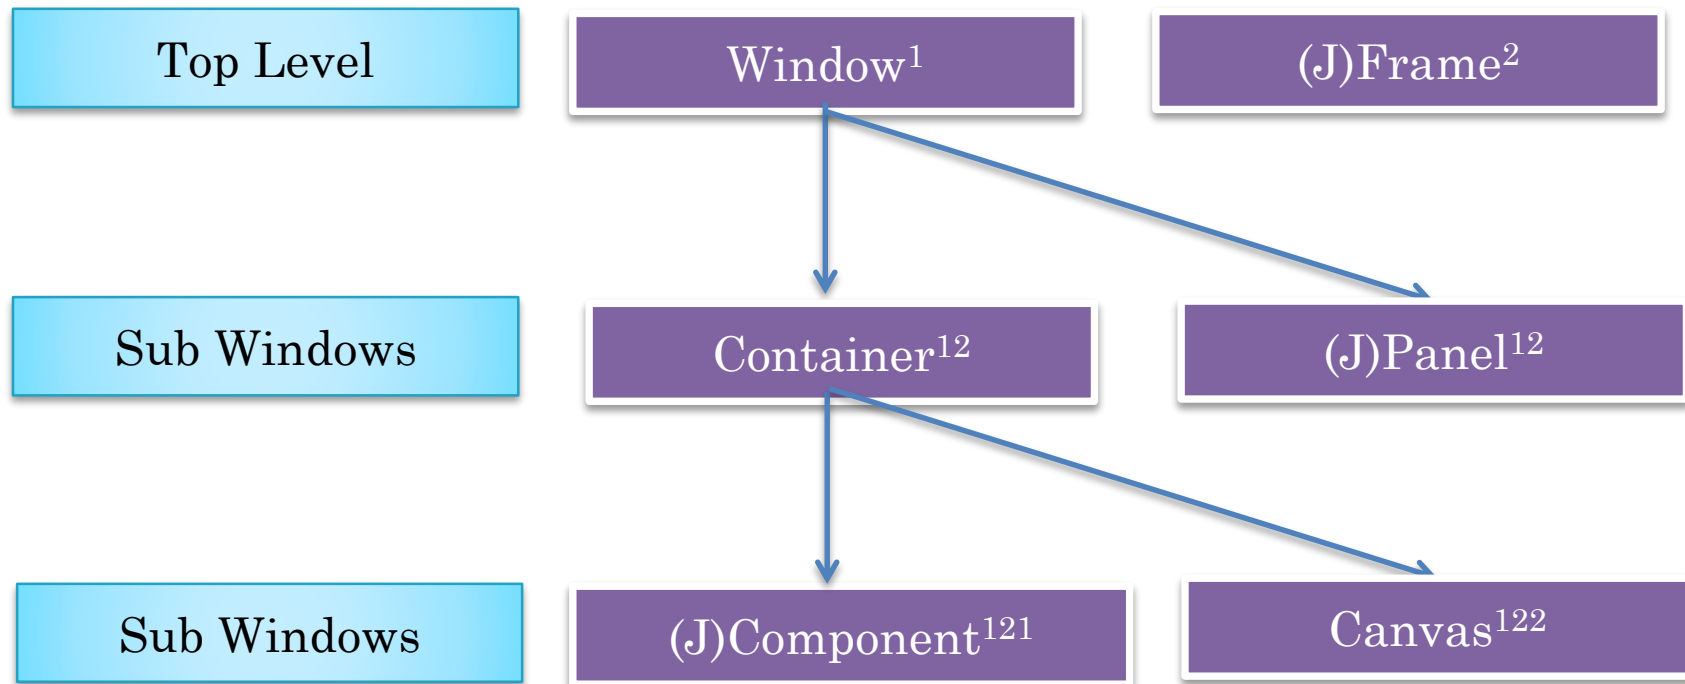 Top Level
Window¹
(J)Frame²
Sub Windows
Container¹²
(J)Panel¹²
Sub Windows
(J)Component¹²¹
Canvas¹²²